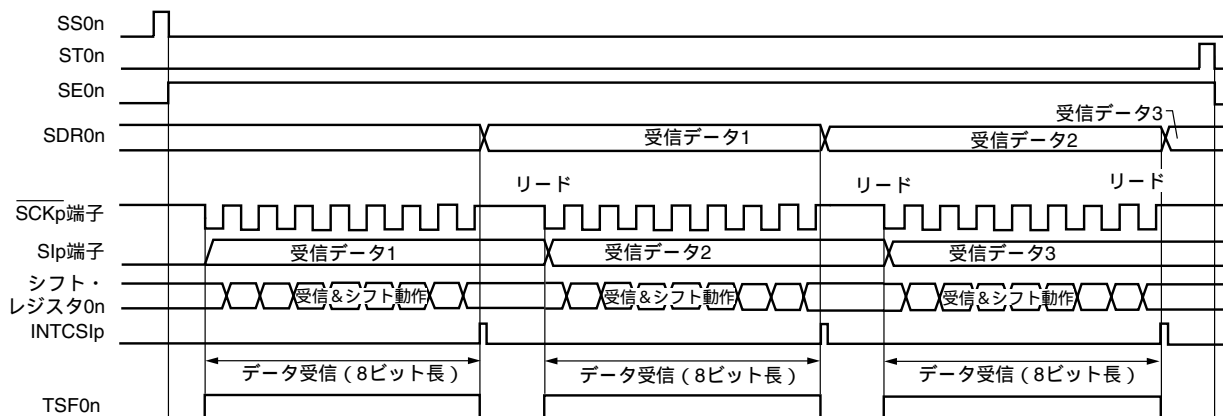 SS0n
ST0n
SE0n
受信データ3
SDR0n
受信データ1
受信データ2
リード
リード
リード
SCKp端子
SIp端子
受信データ1
受信データ2
受信データ3
シフト・
レジスタ0n
受信&シフト動作
受信&シフト動作
受信&シフト動作
INTCSIp
データ受信（8ビット長）
データ受信（8ビット長）
データ受信（8ビット長）
TSF0n